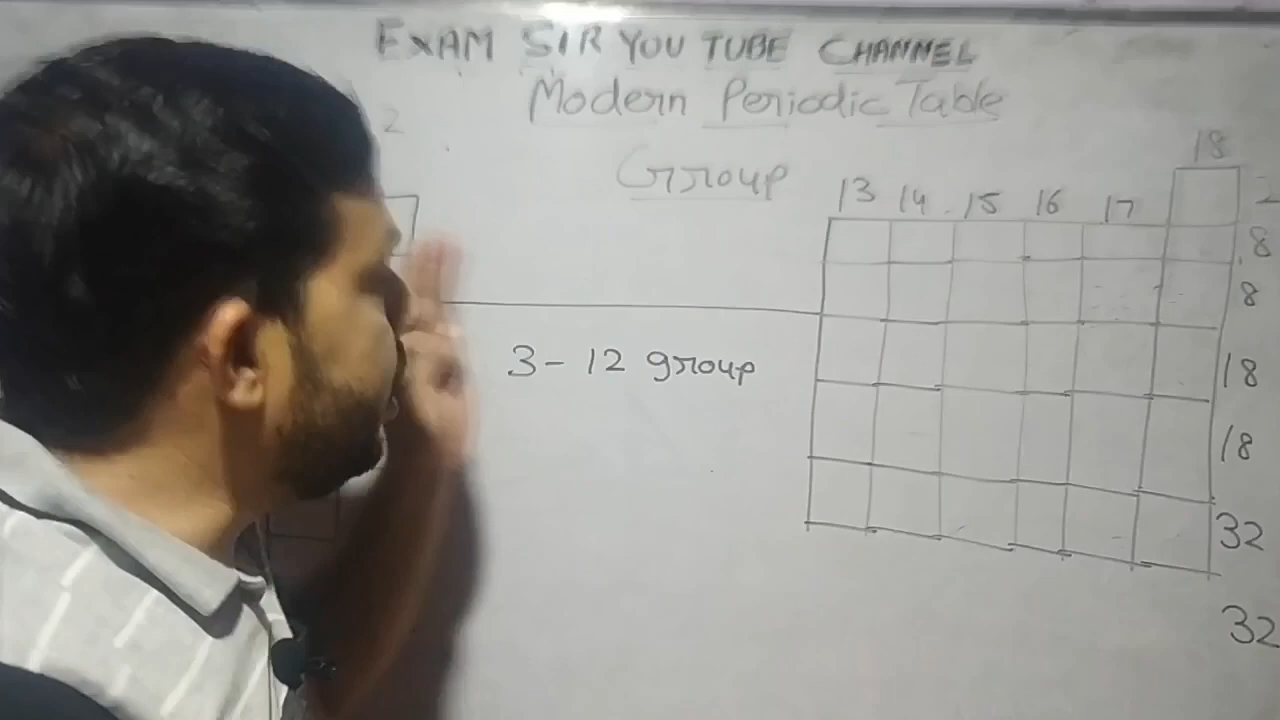 EXAM SIR YOU TUBE CHANNEL
Modern Periodic Table
2
Group
18
13 14 15 16 17
2
8
8
3 - 12 group
18
18
32
32